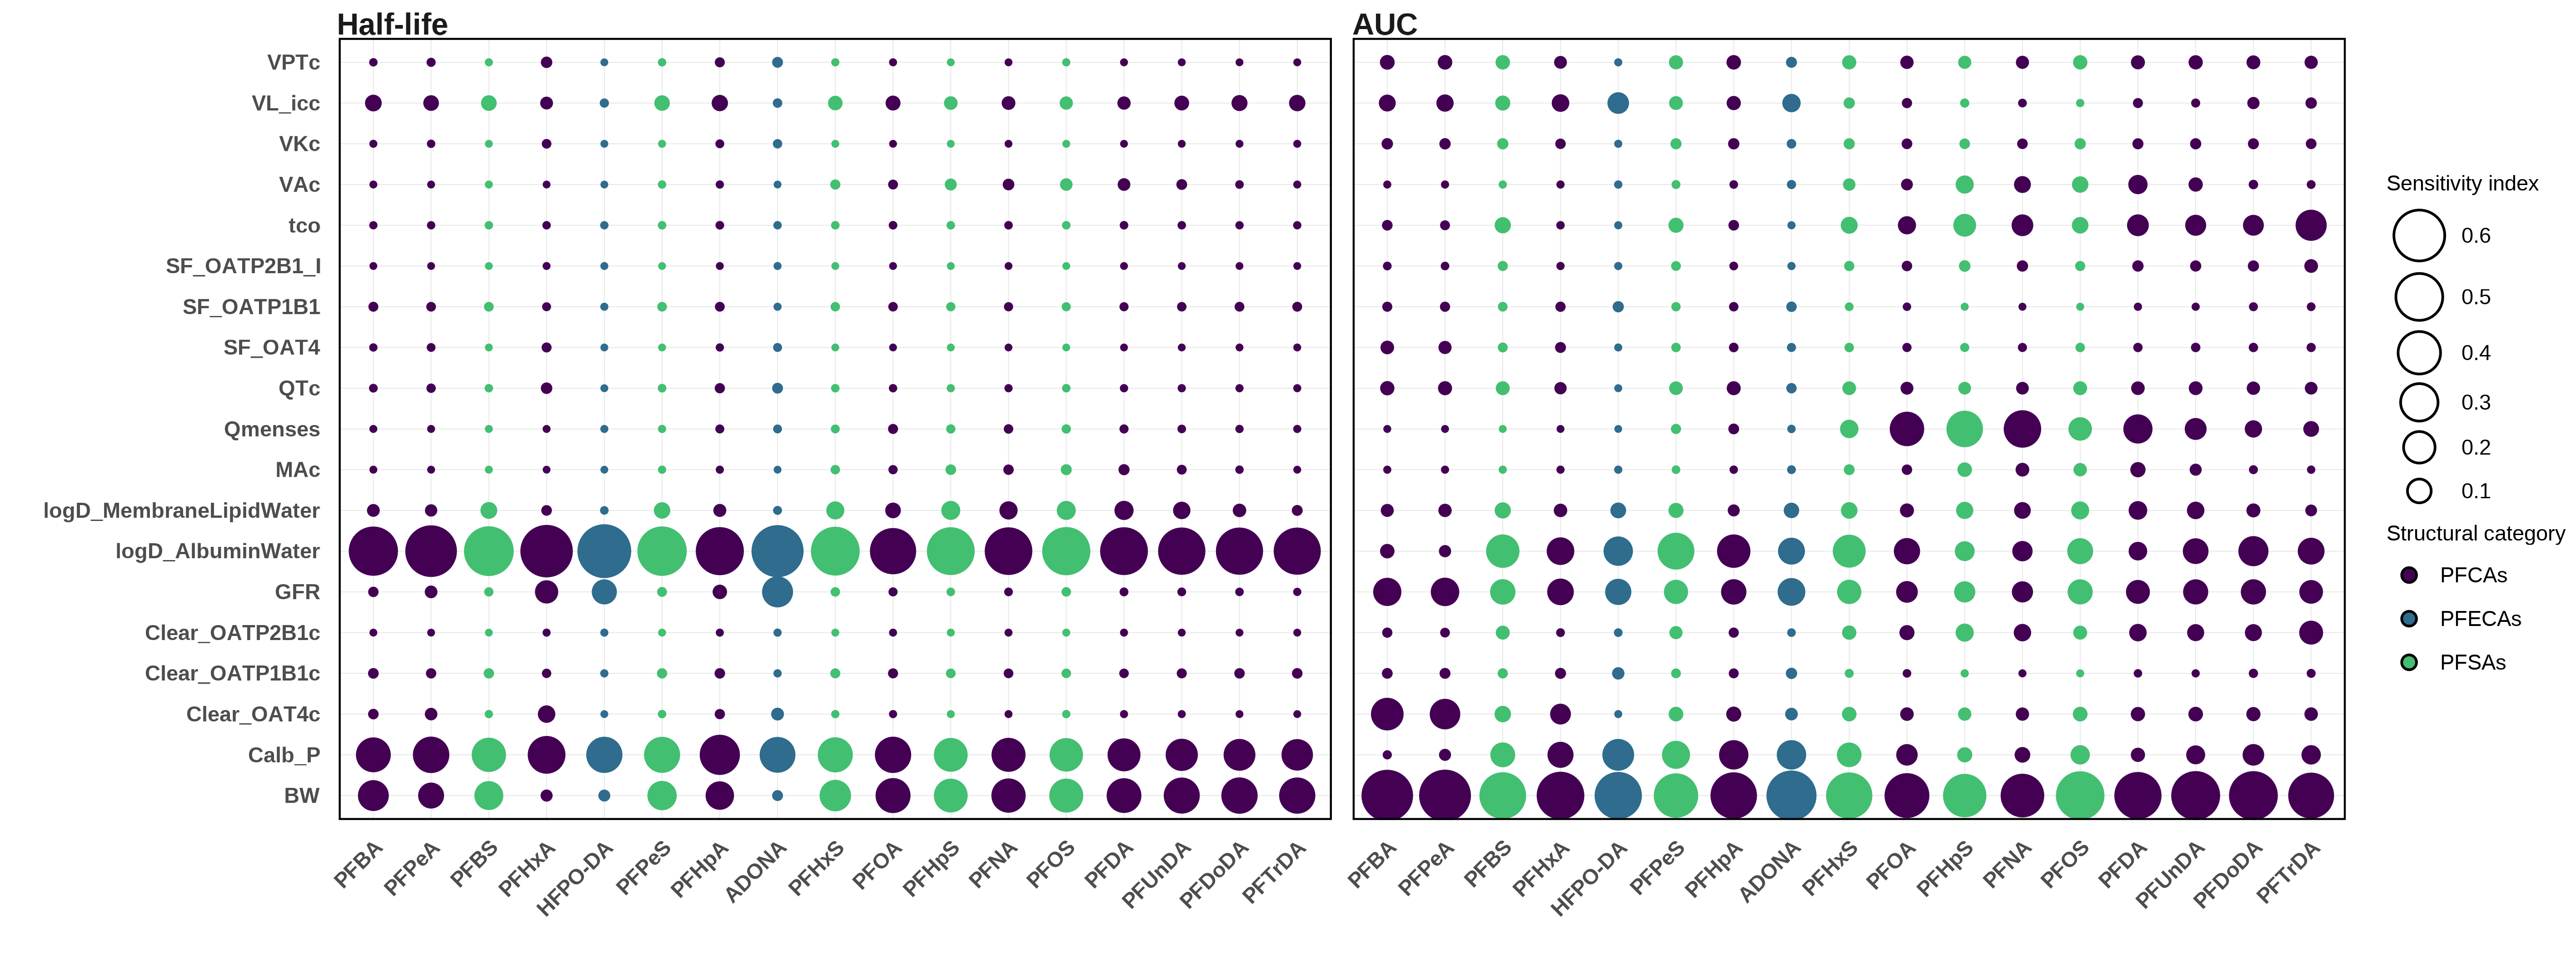 Half-life
AUC
VPTc
VL_icc
VKc
VAc
tco
SF_OATP2B1_I
SF_OATP1B1
SF_OAT4
QTc
Qmenses
MAc
logD_MembraneLipidWater
logD_AlbuminWater
GFR
Clear_OATP2B1c
Clear_OATP1B1c
Clear_OAT4c
Calb_P
BW
PFBA
PFPeA
PFBS
PFHxA
HFPO-DA
PFPeS
PFHpA
ADONA
PFHxS
PFOA
PFHpS
PFNA
PFOS
PFDA
PFUnDA
PFDoDA
PFTrDA
PFBA
PFPeA
PFBS
PFHxA
HFPO-DA
PFPeS
PFHpA
ADONA
PFHxS
PFOA
PFHpS
PFNA
PFOS
PFDA
PFUnDA
PFDoDA
PFTrDA
Sensitivity index
0.6
0.5
0.4
0.3
0.2
0.1
Structural category
PFCAs
PFECAs
PFSAs